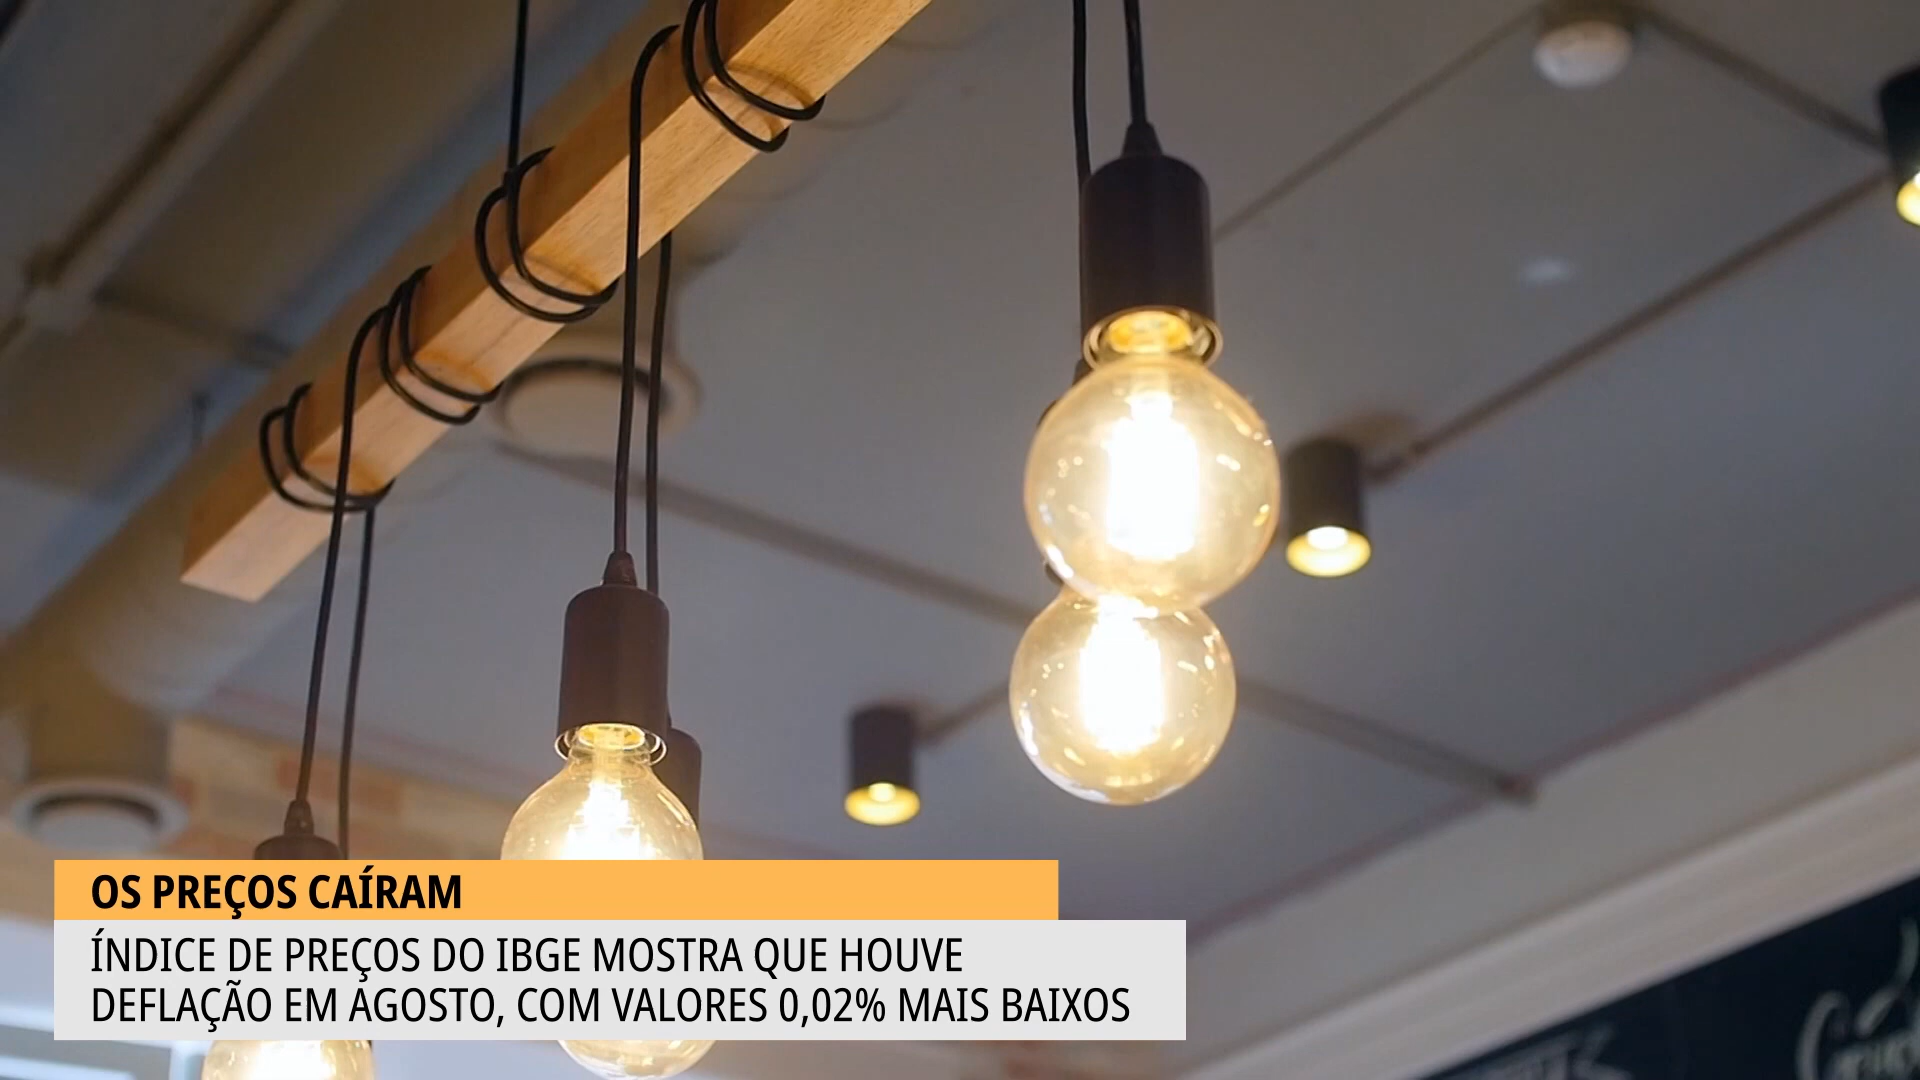 OS PREÇOS CAÍRAM
ÍNDICE DE PREÇOS DO IBGE MOSTRA QUE HOUVE
DEFLAÇÃO EM AGOSTO, COM VALORES 0,02% MAIS BAIXOS